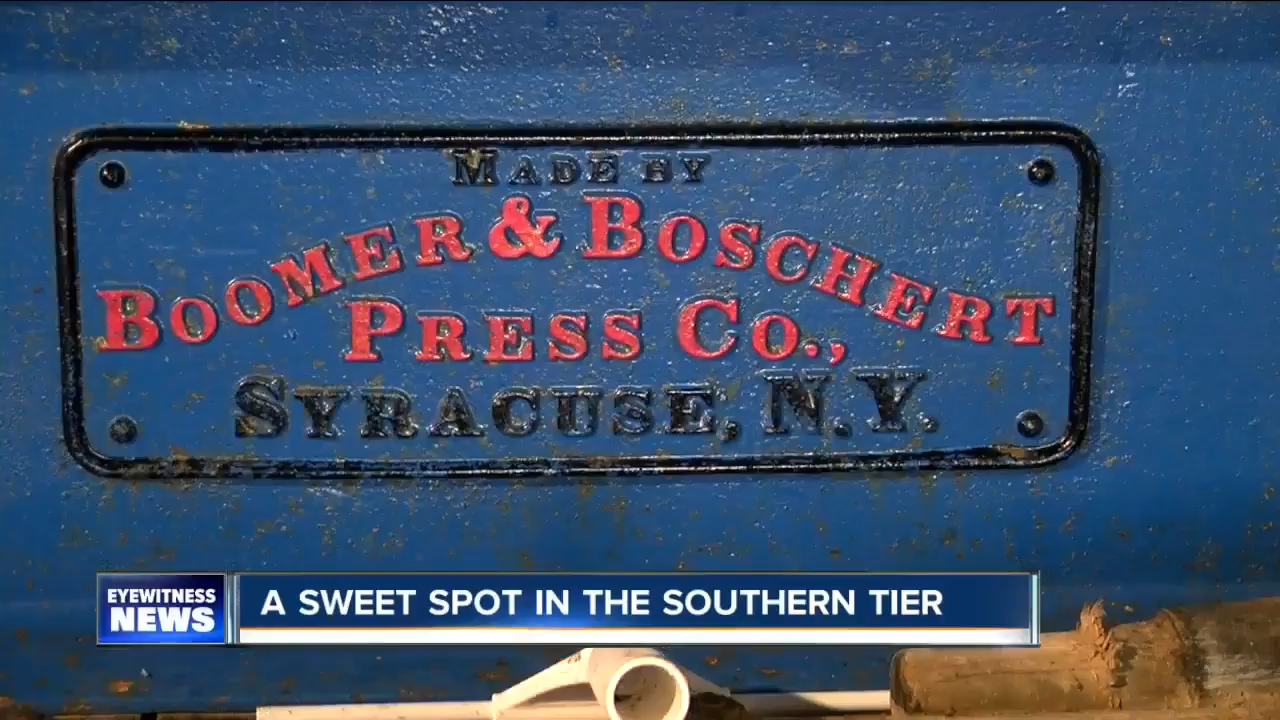 MADE BY
BOOMER & BOSCHERT
PRESS CO.,
SYRACUSE, N.Y.
EYEWITNESS
NEWS
A SWEET SPOT IN THE SOUTHERN TIER